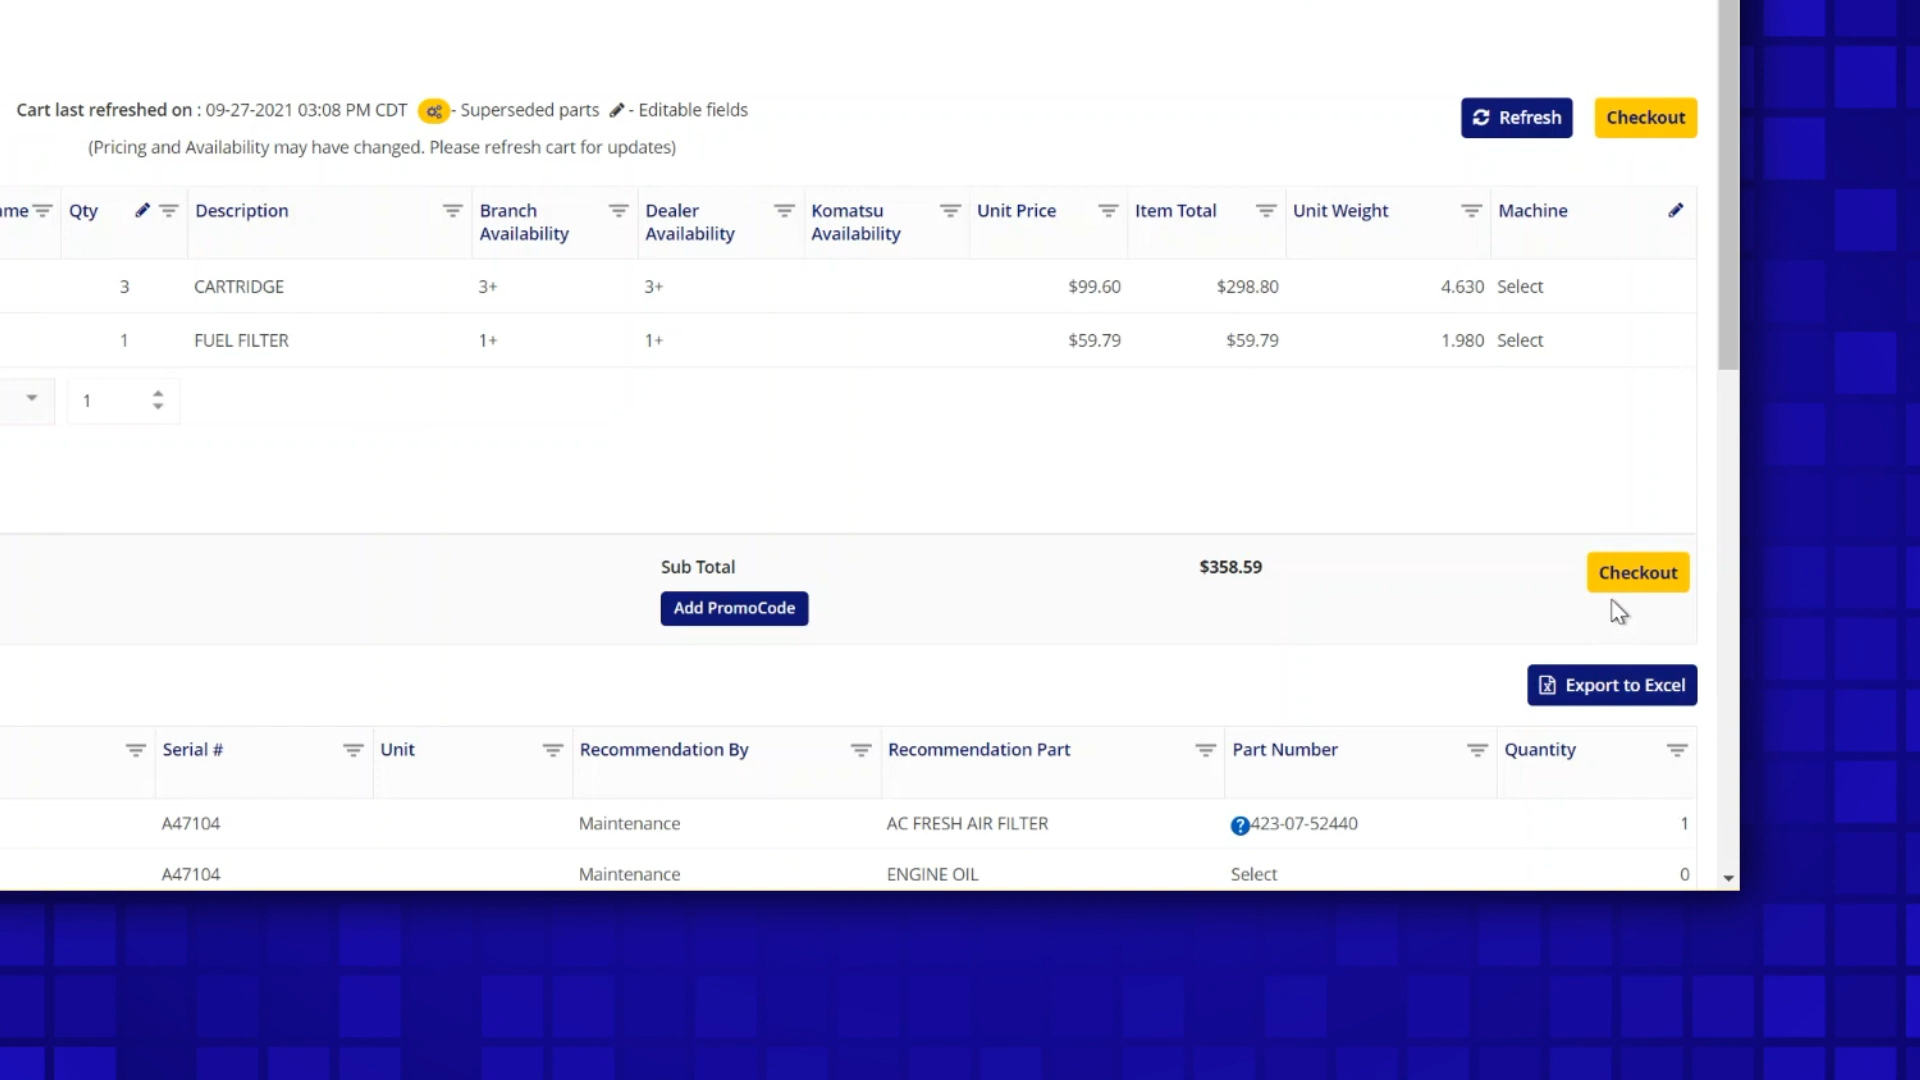 Cart last refreshed on : 09-27-2021 03:08 PM CDT - Superseded parts - Editable fields
(Pricing and Availability may have changed. Please refresh cart for updates)
Refresh
Checkout
ame Qty Description Branch Availability Dealer Availability Komatsu Availability Unit Price Item Total Unit Weight Machine
3 CARTRIDGE 3+ 3+ $99.60 $298.80 4.630 Select
1 FUEL FILTER 1+ 1+ $59.79 $59.79 1.980 Select
1
Sub Total $358.59
Checkout
Add PromoCode
Export to Excel
Serial # Unit Recommendation By Recommendation Part Part Number Quantity
A47104 Maintenance AC FRESH AIR FILTER ?423-07-52440 1
A47104 Maintenance ENGINE OIL Select 0